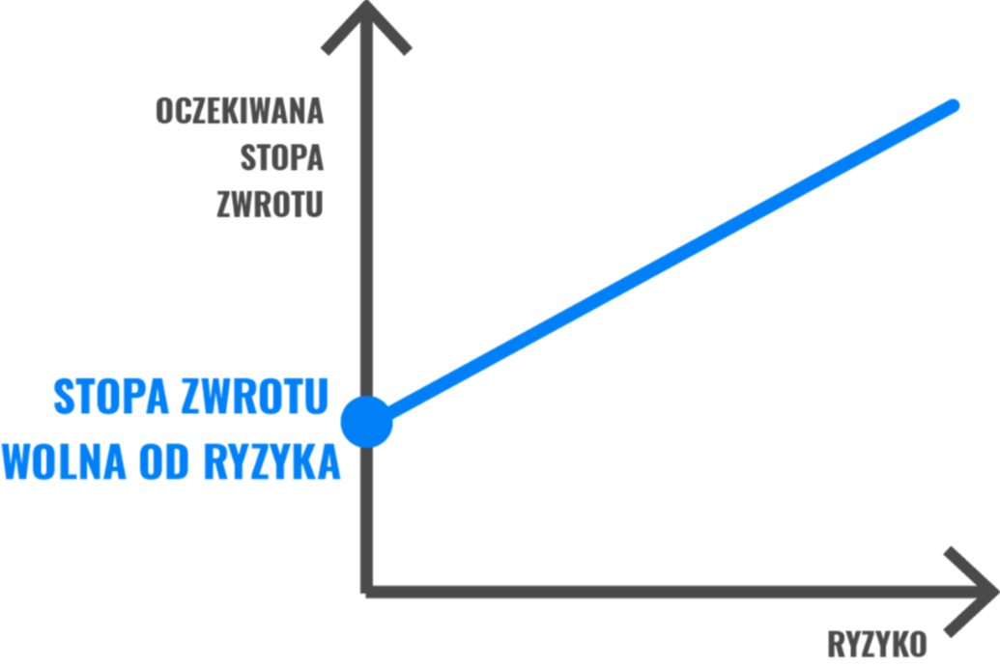 OCZEKIWANA
STOPA
ZWROTU
STOPA ZWROTU
WOLNA OD RYZYKA
RYZYKO